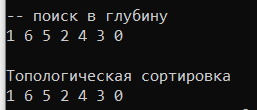 -- поиск в глубину
1 6 5 2 4 3 0
Топологическая сортировка
1 6 5 2 4 3 0